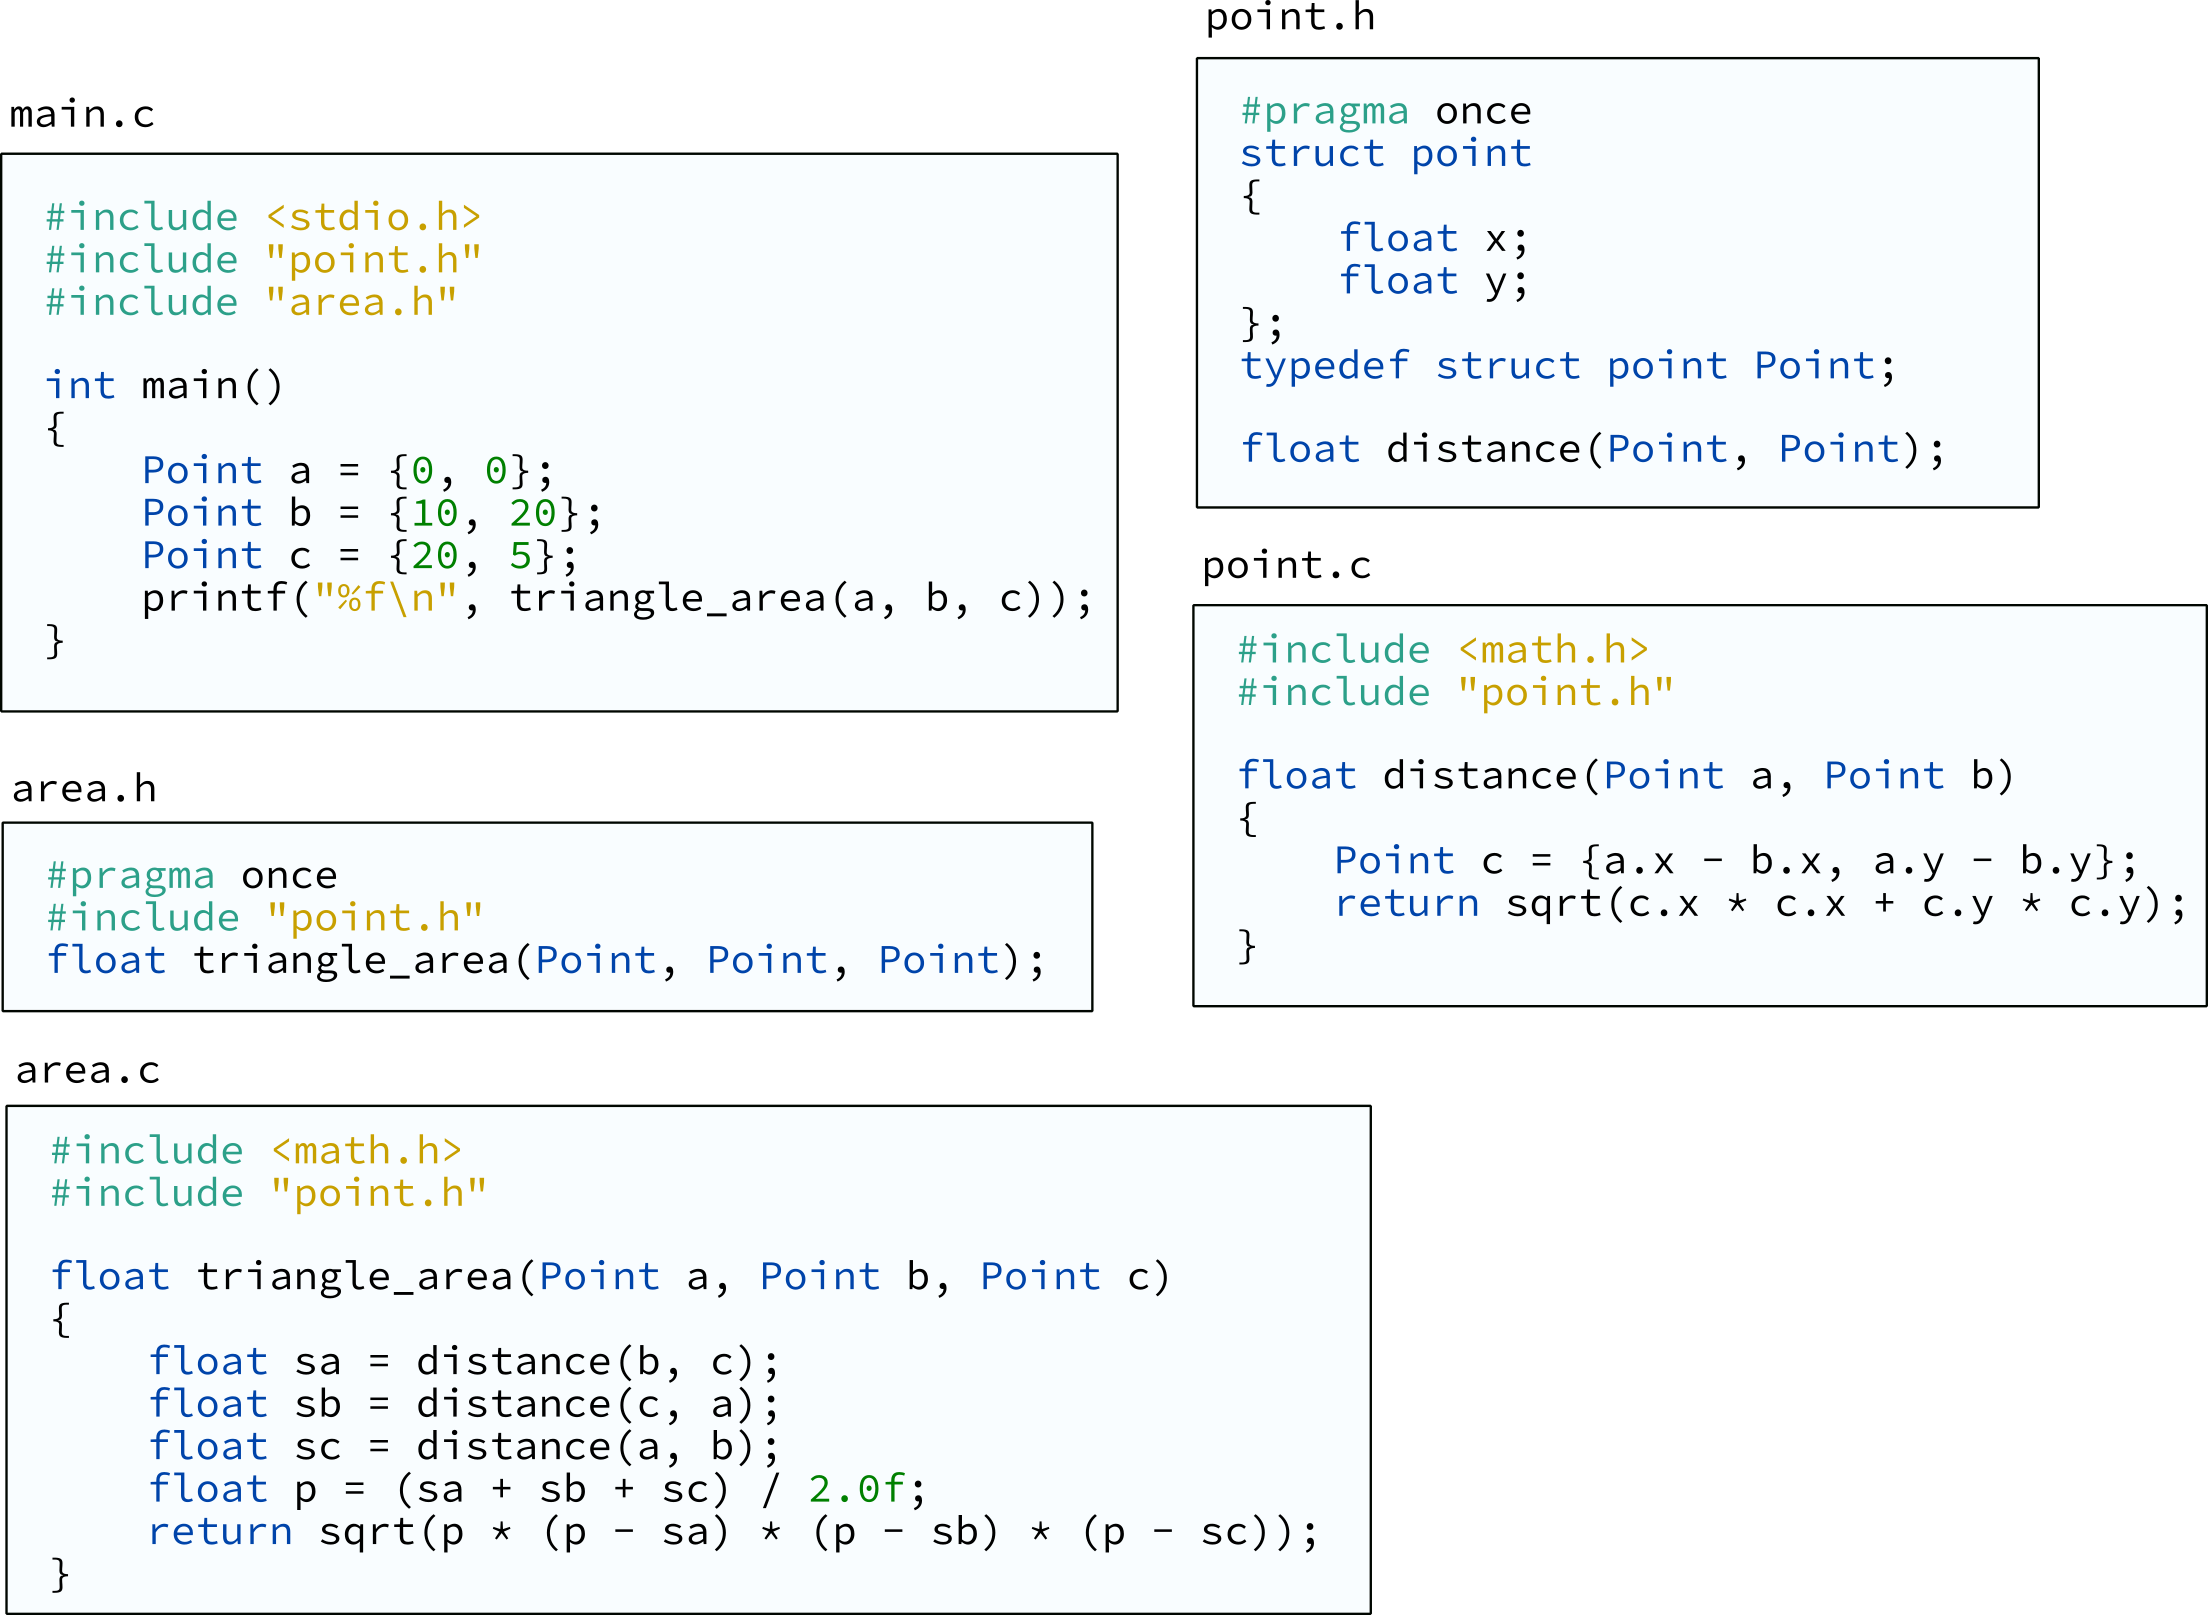 main.c
#include <stdio.h>
#include "point.h"
#include "area.h"

int main()
{
    Point a = {0, 0};
    Point b = {10, 20};
    Point c = {20, 5};
    printf("%f\n", triangle_area(a, b, c));
}

area.h
#pragma once
#include "point.h"
float triangle_area(Point, Point, Point);

area.c
#include <math.h>
#include "point.h"

float triangle_area(Point a, Point b, Point c)
{
    float sa = distance(b, c);
    float sb = distance(c, a);
    float sc = distance(a, b);
    float p = (sa + sb + sc) / 2.0f;
    return sqrt(p * (p - sa) * (p - sb) * (p - sc));
}

point.h
#pragma once
struct point
{
    float x;
    float y;
};
typedef struct point Point;

float distance(Point, Point);

point.c
#include <math.h>
#include "point.h"

float distance(Point a, Point b)
{
    Point c = {a.x - b.x, a.y - b.y};
    return sqrt(c.x * c.x + c.y * c.y);
}